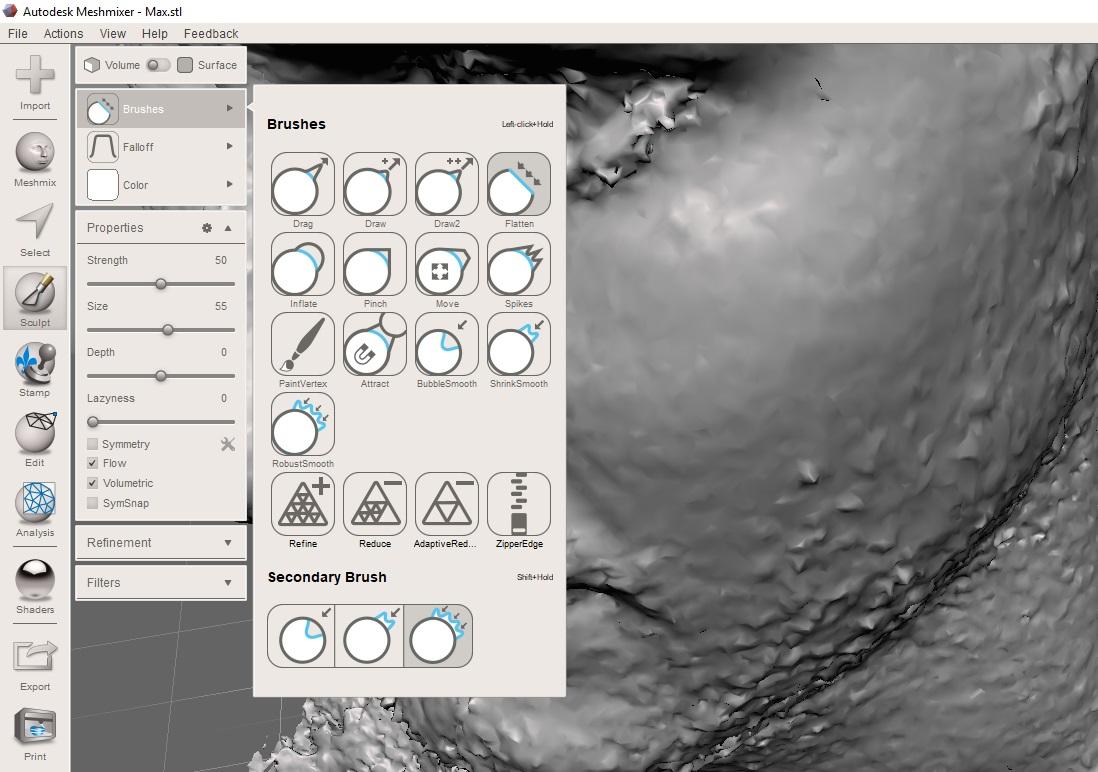 Autodesk Meshmixer - Max.stl
File Actions View Help Feedback
Import
Meshmix
Select
Sculpt
Stamp
Edit
Analysis
Shaders
Export
Print
Volume Surface
Brushes
Falloff
Color
Properties
Strength 50
Size 55
Depth 0
Lazyness 0
Symmetry
Flow
Volumetric
SymSnap
Refinement
Filters
Brushes Left-click+Hold
Drag Draw Draw2 Flatten
Inflate Pinch Move Spikes
PaintVertex Attract BubbleSmooth ShrinkSmooth
RobustSmooth
Refine Reduce AdaptiveRed... ZipperEdge
Secondary Brush Shift+Hold